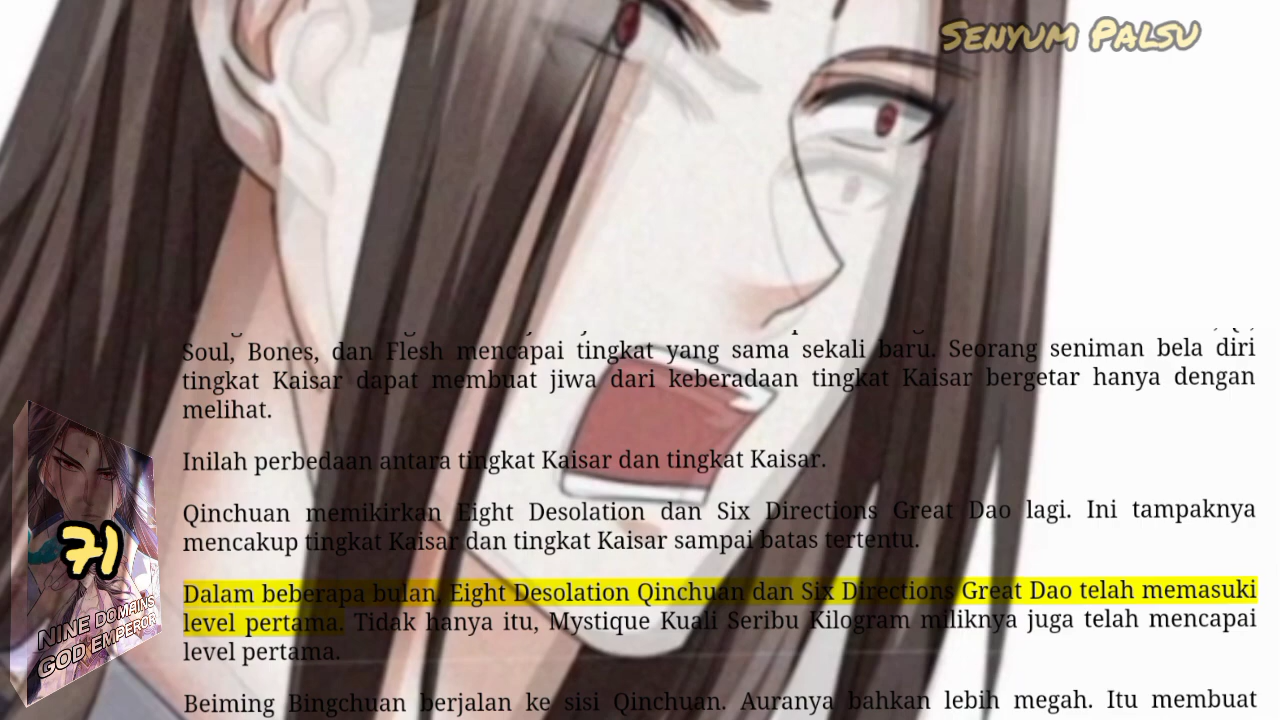 Senyum Palsu
Soul, Bones, dan Flesh mencapai tingkat yang sama sekali baru. Seorang seniman bela diri
tingkat Kaisar dapat membuat jiwa dari keberadaan tingkat Kaisar bergetar hanya dengan
melihat.
Inilah perbedaan antara tingkat Kaisar dan tingkat Kaisar.
Qinchuan memikirkan Eight Desolation dan Six Directions Great Dao lagi. Ini tampaknya
mencakup tingkat Kaisar dan tingkat Kaisar sampai batas tertentu.
Dalam beberapa bulan, Eight Desolation Qinchuan dan Six Directions Great Dao telah memasuki
level pertama. Tidak hanya itu, Mystique Kuali Seribu Kilogram miliknya juga telah mencapai
level pertama.
Beiming Bingchuan berjalan ke sisi Qinchuan. Auranya bahkan lebih megah. Itu membuat
71
NINE DOMAINS
GOD EMPEROR